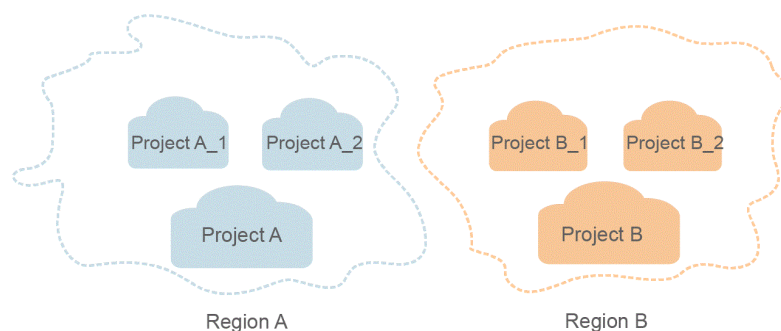 Project A_1
Project A_2
Project A
Region A
Project B_1
Project B_2
Project B
Region B